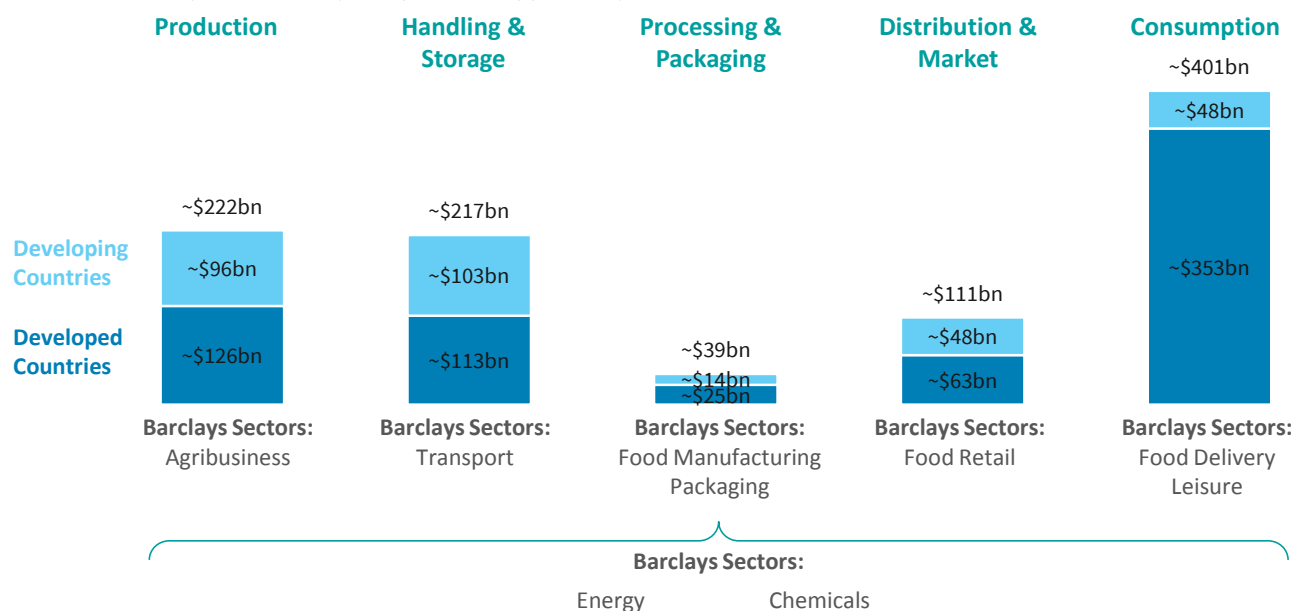 Production
Handling &
Storage
Processing &
Packaging
Distribution &
Market
Consumption
~$401bn
~$48bn
~$353bn
~$222bn
~$96bn
~$126bn
~$217bn
~$103bn
~$113bn
~$39bn
~$14bn
~$25bn
~$111bn
~$48bn
~$63bn
Developing
Countries
Developed
Countries
Barclays Sectors:
Agribusiness
Barclays Sectors:
Transport
Barclays Sectors:
Food Manufacturing
Packaging
Barclays Sectors:
Food Retail
Barclays Sectors:
Food Delivery
Leisure
Barclays Sectors:
Energy
Chemicals